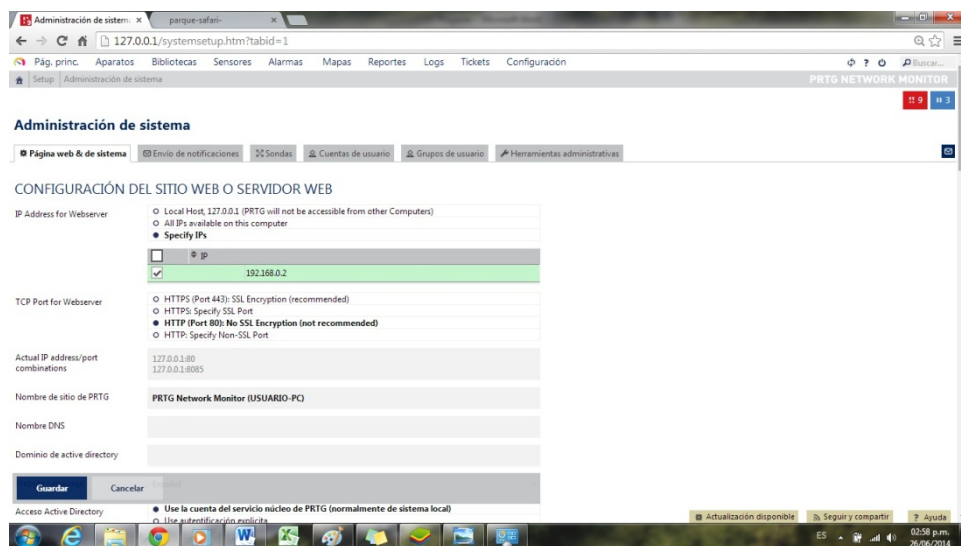 Administración de sistema
parque-safari-
127.0.0.1/systemsetup.htm?tabid=1
Pág. princ. Aparatos Bibliotecas Sensores Alarmas Mapas Reportes Logs Tickets Configuración Buscar...
Setup Administración de sistema PRTG NETWORK MONITOR
9 3
Administración de sistema
Página web & de sistema Envío de notificaciones Sondas Cuentas de usuario Grupos de usuario Herramientas administrativas
CONFIGURACIÓN DEL SITIO WEB O SERVIDOR WEB
IP Address for Webserver
Local Host, 127.0.0.1 (PRTG will not be accessible from other Computers)
All IPs available on this computer
Specify IPs
IP
192.168.0.2
TCP Port for Webserver
HTTPS (Port 443): SSL Encryption (recommended)
HTTPS: Specify SSL Port
HTTP (Port 80): No SSL Encryption (not recommended)
HTTP: Specify Non-SSL Port
Actual IP address/port combinations
127.0.0.1:80
127.0.0.1:8085
Nombre de sitio de PRTG
PRTG Network Monitor (USUARIO-PC)
Nombre DNS
Dominio de active directory
Guardar Cancelar Español
Acceso Active Directory
Use la cuenta del servicio núcleo de PRTG (normalmente de sistema local)
Use autentificación explícita
Actualización disponible Seguir y compartir ? Ayuda
ES 02:58 p.m.
26/06/2014